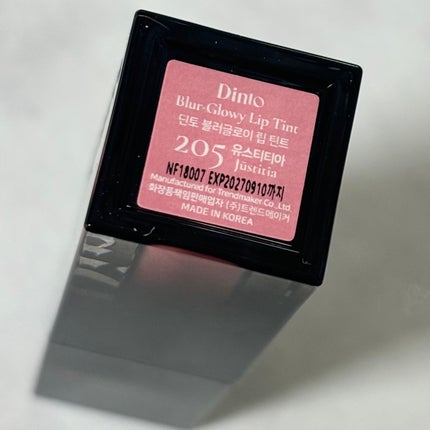 Dinto
Blur-Glowy Lip Tint
딘토 블러글로이 립 틴트
205 유스티티아
Jüstitia
NF18007 EXP20270910까지
Manufactured for Trendmaker Co.,Ltd
화장품책임판매업자 (주)트렌드메이커
MADE IN KOREA